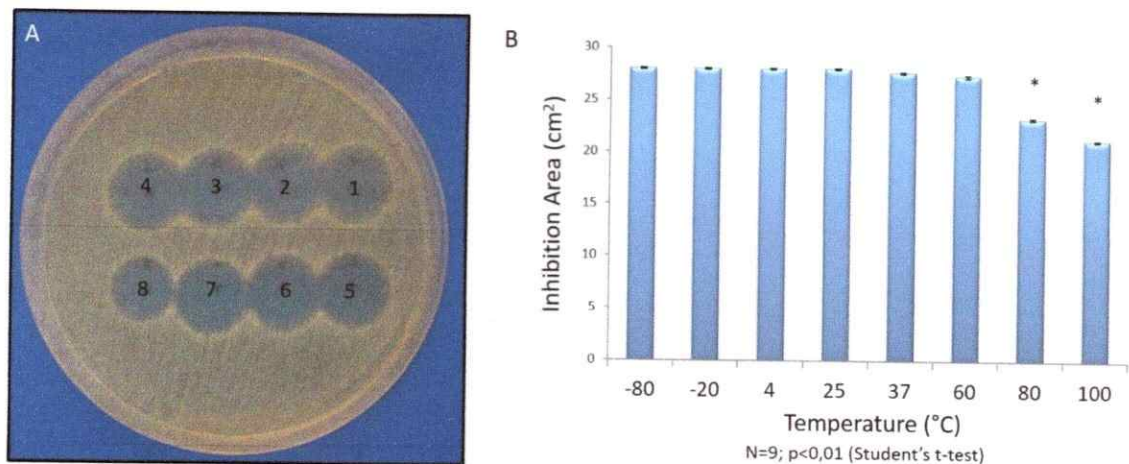 A
4 3 2 1
8 7 6 5
B
Inhibition Area (cm²)
30
25
20
15
10
5
0
* *
-80 -20 4 25 37 60 80 100
Temperature (°C)
N=9; p<0,01 (Student's t-test)